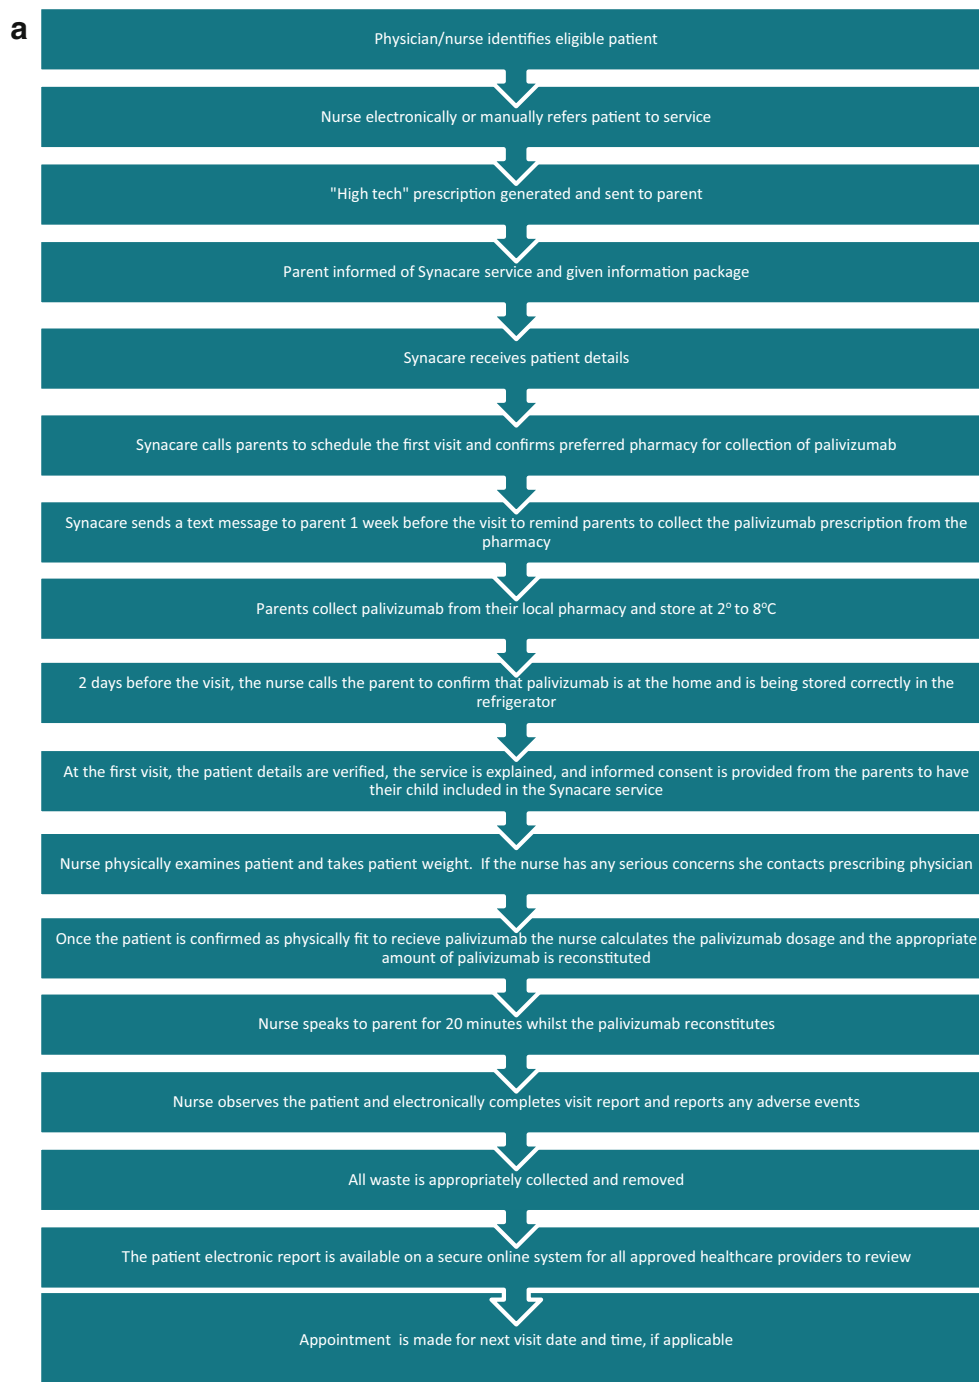 a
Physician/nurse identifies eligible patient
Nurse electronically or manually refers patient to service
"High tech" prescription generated and sent to parent
Parent informed of Synacare service and given information package
Synacare receives patient details
Synacare calls parents to schedule the first visit and confirms preferred pharmacy for collection of palivizumab
Synacare sends a text message to parent 1 week before the visit to remind parents to collect the palivizumab prescription from the
pharmacy
Parents collect palivizumab from their local pharmacy and store at 2° to 8°C
2 days before the visit, the nurse calls the parent to confirm that palivizumab is at the home and is being stored correctly in the
refrigerator
At the first visit, the patient details are verified, the service is explained, and informed consent is provided from the parents to have
their child included in the Synacare service
Nurse physically examines patient and takes patient weight.  If the nurse has any serious concerns she contacts prescribing physician
Once the patient is confirmed as physically fit to recieve palivizumab the nurse calculates the palivizumab dosage and the appropriate
amount of palivizumab is reconstituted
Nurse speaks to parent for 20 minutes whilst the palivizumab reconstitutes
Nurse observes the patient and electronically completes visit report and reports any adverse events
All waste is appropriately collected and removed
The patient electronic report is available on a secure online system for all approved healthcare providers to review
Appointment  is made for next visit date and time, if applicable